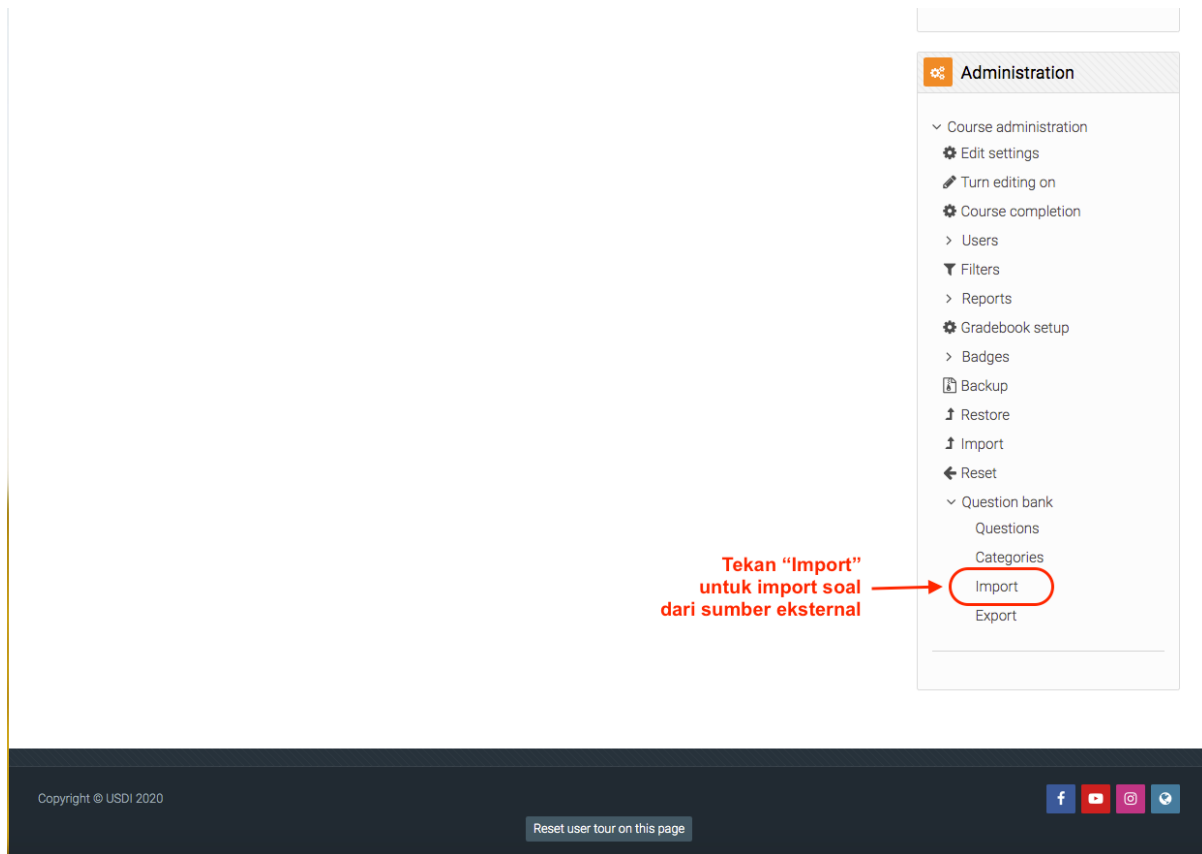 Administration
Course administration
Edit settings
Turn editing on
Course completion
Users
Filters
Reports
Gradebook setup
Badges
Backup
Restore
Import
Reset
Question bank
Questions
Categories
Tekan “Import”
untuk import soal
dari sumber eksternal
Import
Export
Copyright © USDI 2020
Reset user tour on this page